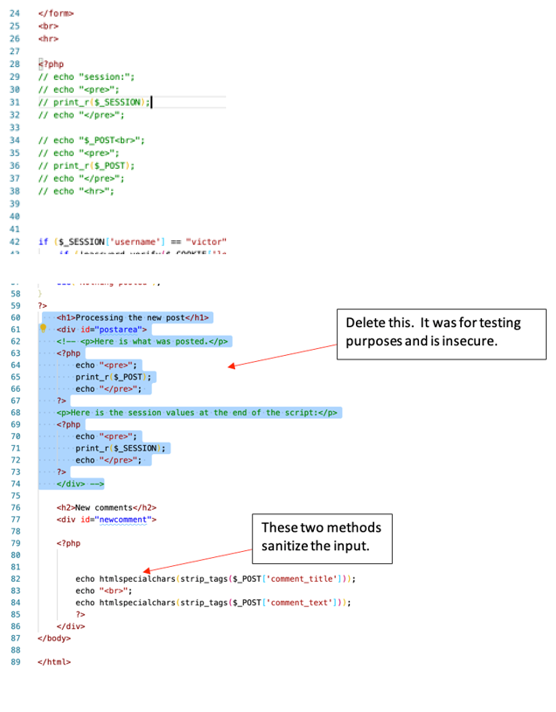 24 </form>
25 <br>
26 <hr>
27
28 <?php
29 // echo "session:";
30 // echo "<pre>";
31 // print_r($_SESSION);
32 // echo "</pre>";
33
34 // echo "$_POST<br>";
35 // echo "<pre>";
36 // print_r($_POST);
37 // echo "</pre>";
38 // echo "<hr>";
39
40
41
42 if ($_SESSION['username'] == "victor"
58 }
59 ?>
60 <h1>Processing the new post</h1>
61 <div id="postarea">
62 <!-- <p>Here is what was posted.</p>
63 <?php
64 echo "<pre>";
65 print_r($_POST);
66 echo "</pre>";
67 ?>
68 <p>Here is the session values at the end of the script:</p>
69 <?php
70 echo "<pre>";
71 print_r($_SESSION);
72 echo "</pre>";
73 ?>
74 </div> -->
75
76 <h2>New comments</h2>
77 <div id="newcomment">
78
79 <?php
80
81
82 echo htmlspecialchars(strip_tags($_POST['comment_title']));
83 echo "<br>";
84 echo htmlspecialchars(strip_tags($_POST['comment_text']));
85 ?>
86 </div>
87 </body>
88
89 </html>
Delete this. It was for testing
purposes and is insecure.
These two methods
sanitize the input.